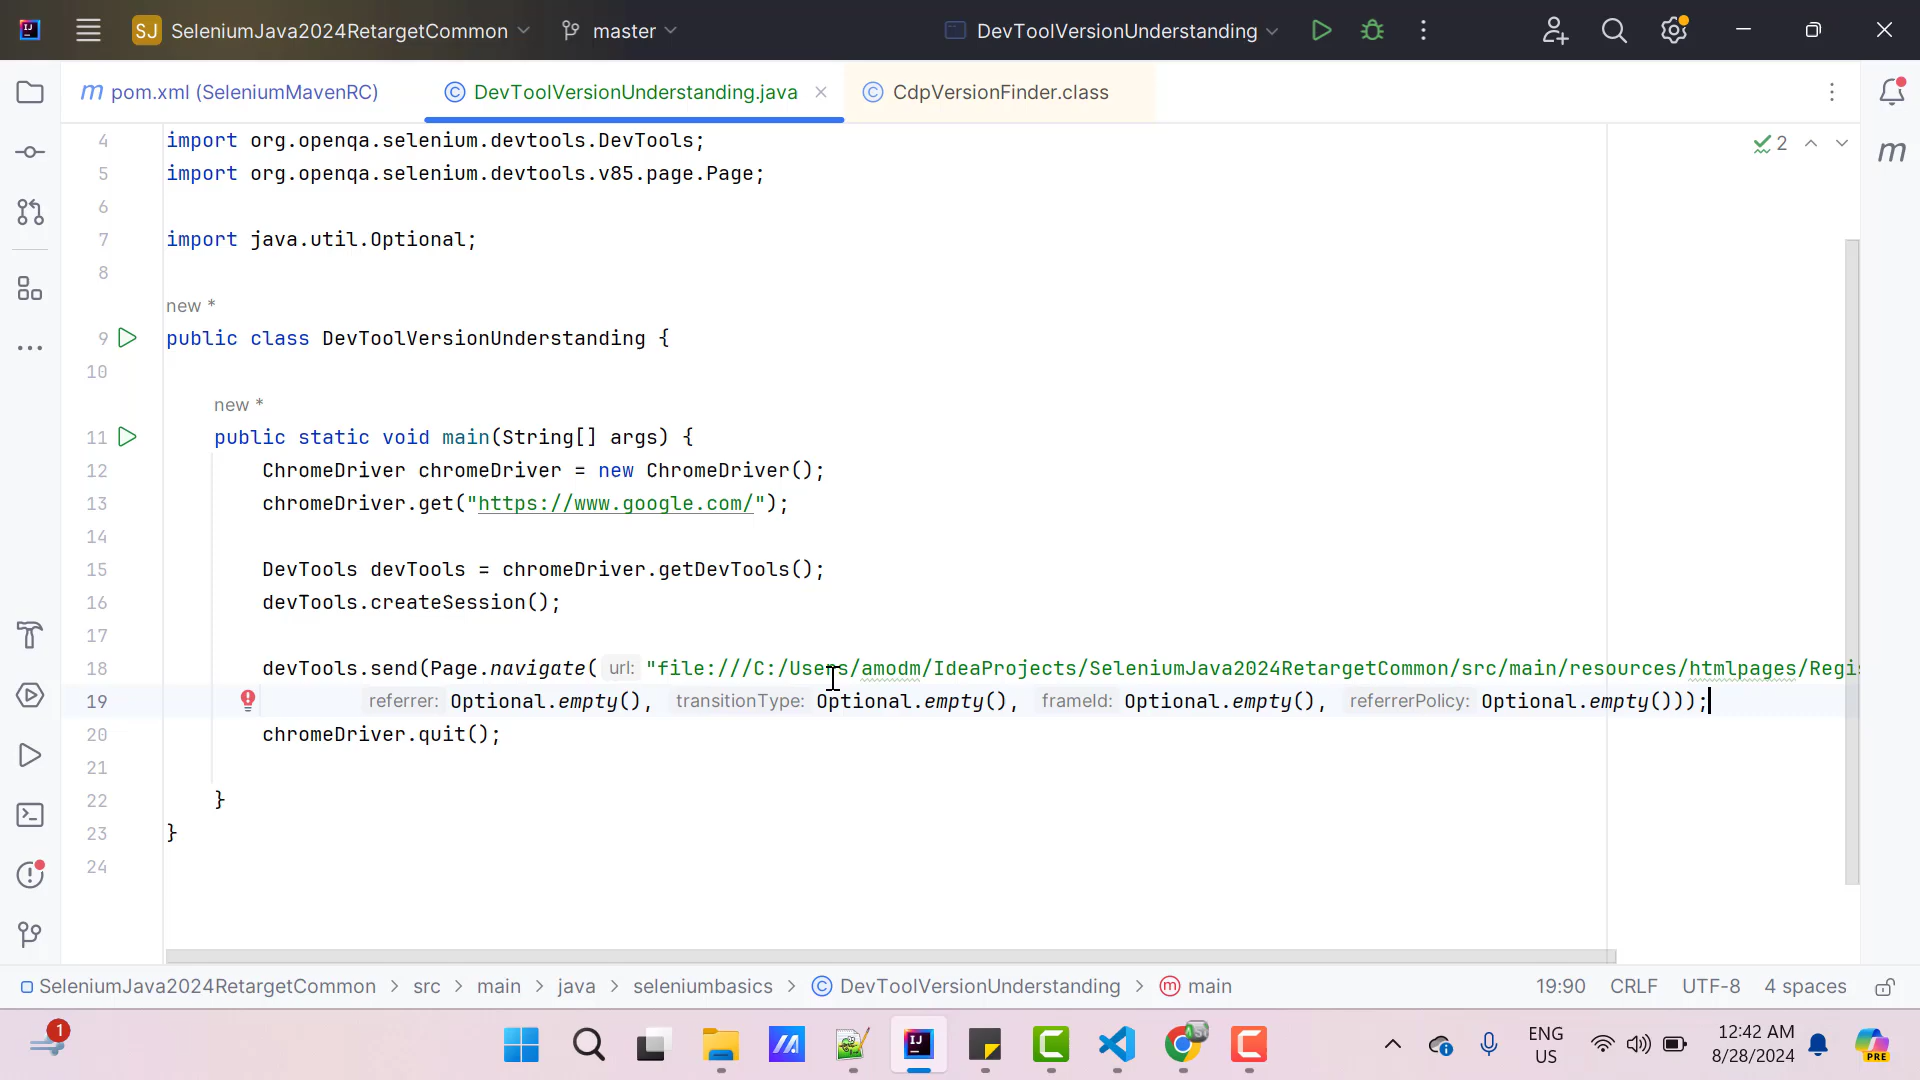 SJ SeleniumJava2024RetargetCommon master DevToolVersionUnderstanding
m pom.xml (SeleniumMavenRC) DevToolVersionUnderstanding.java CdpVersionFinder.class
4 import org.openqa.selenium.devtools.DevTools; 2
5 import org.openqa.selenium.devtools.v85.page.Page;
6
7 import java.util.Optional;
8
new *
9 public class DevToolVersionUnderstanding {
10
new *
11 public static void main(String[] args) {
12 ChromeDriver chromeDriver = new ChromeDriver();
13 chromeDriver.get("https://www.google.com/");
14
15 DevTools devTools = chromeDriver.getDevTools();
16 devTools.createSession();
17
18 devTools.send(Page.navigate( url: "file:///C:/Users/amodm/IdeaProjects/SeleniumJava2024RetargetCommon/src/main/resources/htmlpages/Regis
19 referrer: Optional.empty(), transitionType: Optional.empty(), frameId: Optional.empty(), referrerPolicy: Optional.empty()));
20 chromeDriver.quit();
21
22 }
23 }
24
SeleniumJava2024RetargetCommon > src > main > java > seleniumbasics > DevToolVersionUnderstanding > main 19:90 CRLF UTF-8 4 spaces
1 ENG US 12:42 AM 8/28/2024 PRE